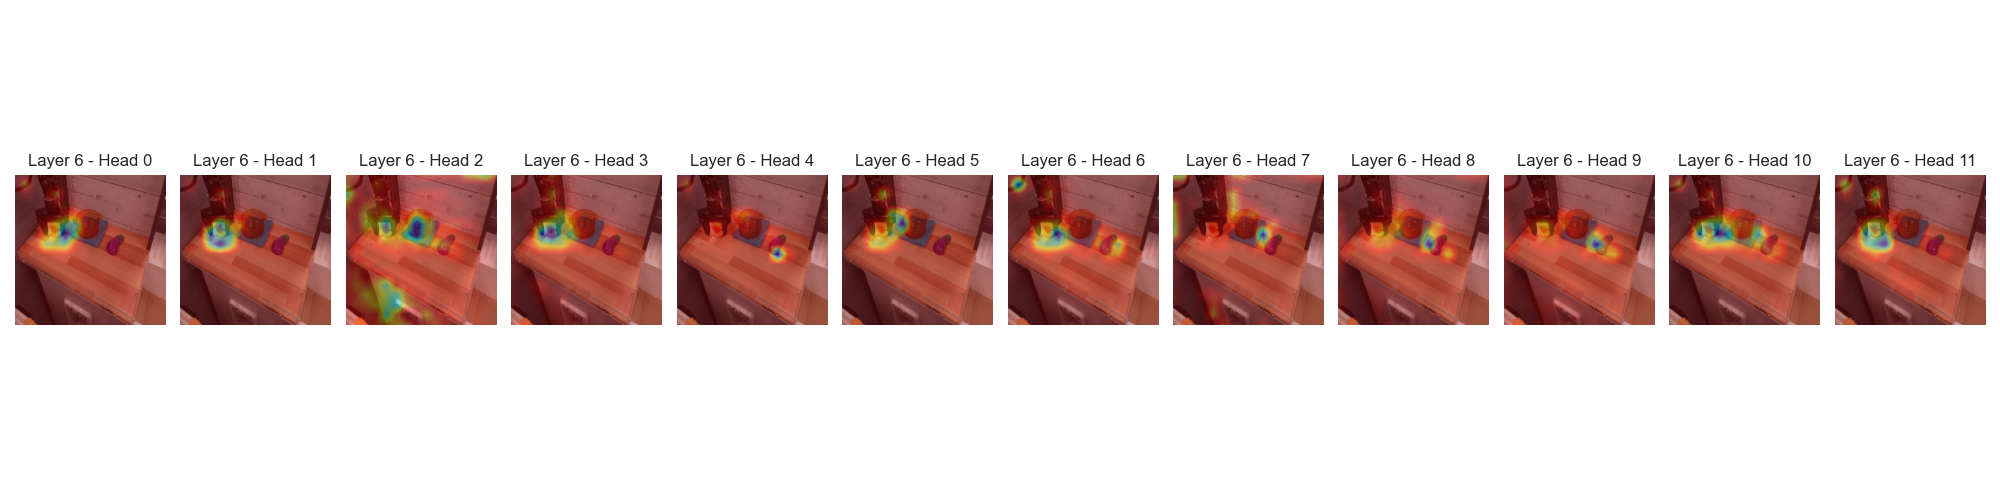 Layer 6 - Head 0
Layer 6 - Head 1
Layer 6 - Head 2
Layer 6 - Head 3
Layer 6 - Head 4
Layer 6 - Head 5
Layer 6 - Head 6
Layer 6 - Head 7
Layer 6 - Head 8
Layer 6 - Head 9
Layer 6 - Head 10
Layer 6 - Head 11